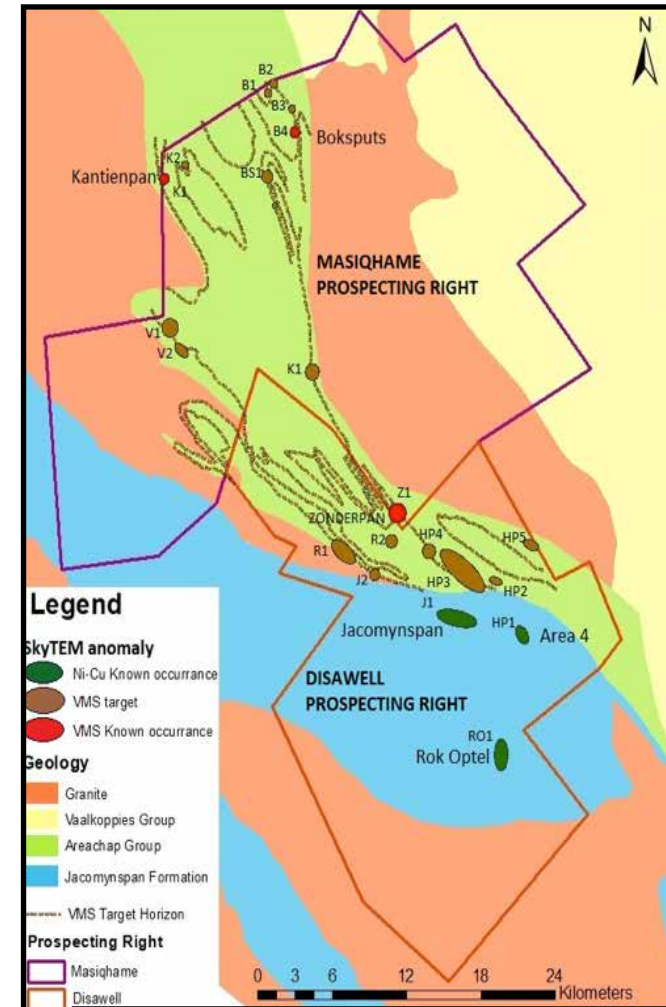 N
B2
B1
B3
B4
Boksputs
K2
Kantienpan
K1
BS1
MASIQHAME
PROSPECTING RIGHT
V1
V2
K1
Z1
ZONDERPAN
HP4
R2
HP5
R1
HP3
J2
HP2
J1
HP1
Jacomynspan
Area 4
DISAWELL
PROSPECTING RIGHT
RO1
Rok Optel
Legend
SkyTEM anomaly
Ni-Cu Known occurrance
VMS target
VMS Known occurrance
Geology
Granite
Vaalkoppies Group
Areachap Group
Jacomynspan Formation
VMS Target Horizon
Prospecting Right
Masiqhame
Disawell
0 3 6 12 18 24
Kilometers